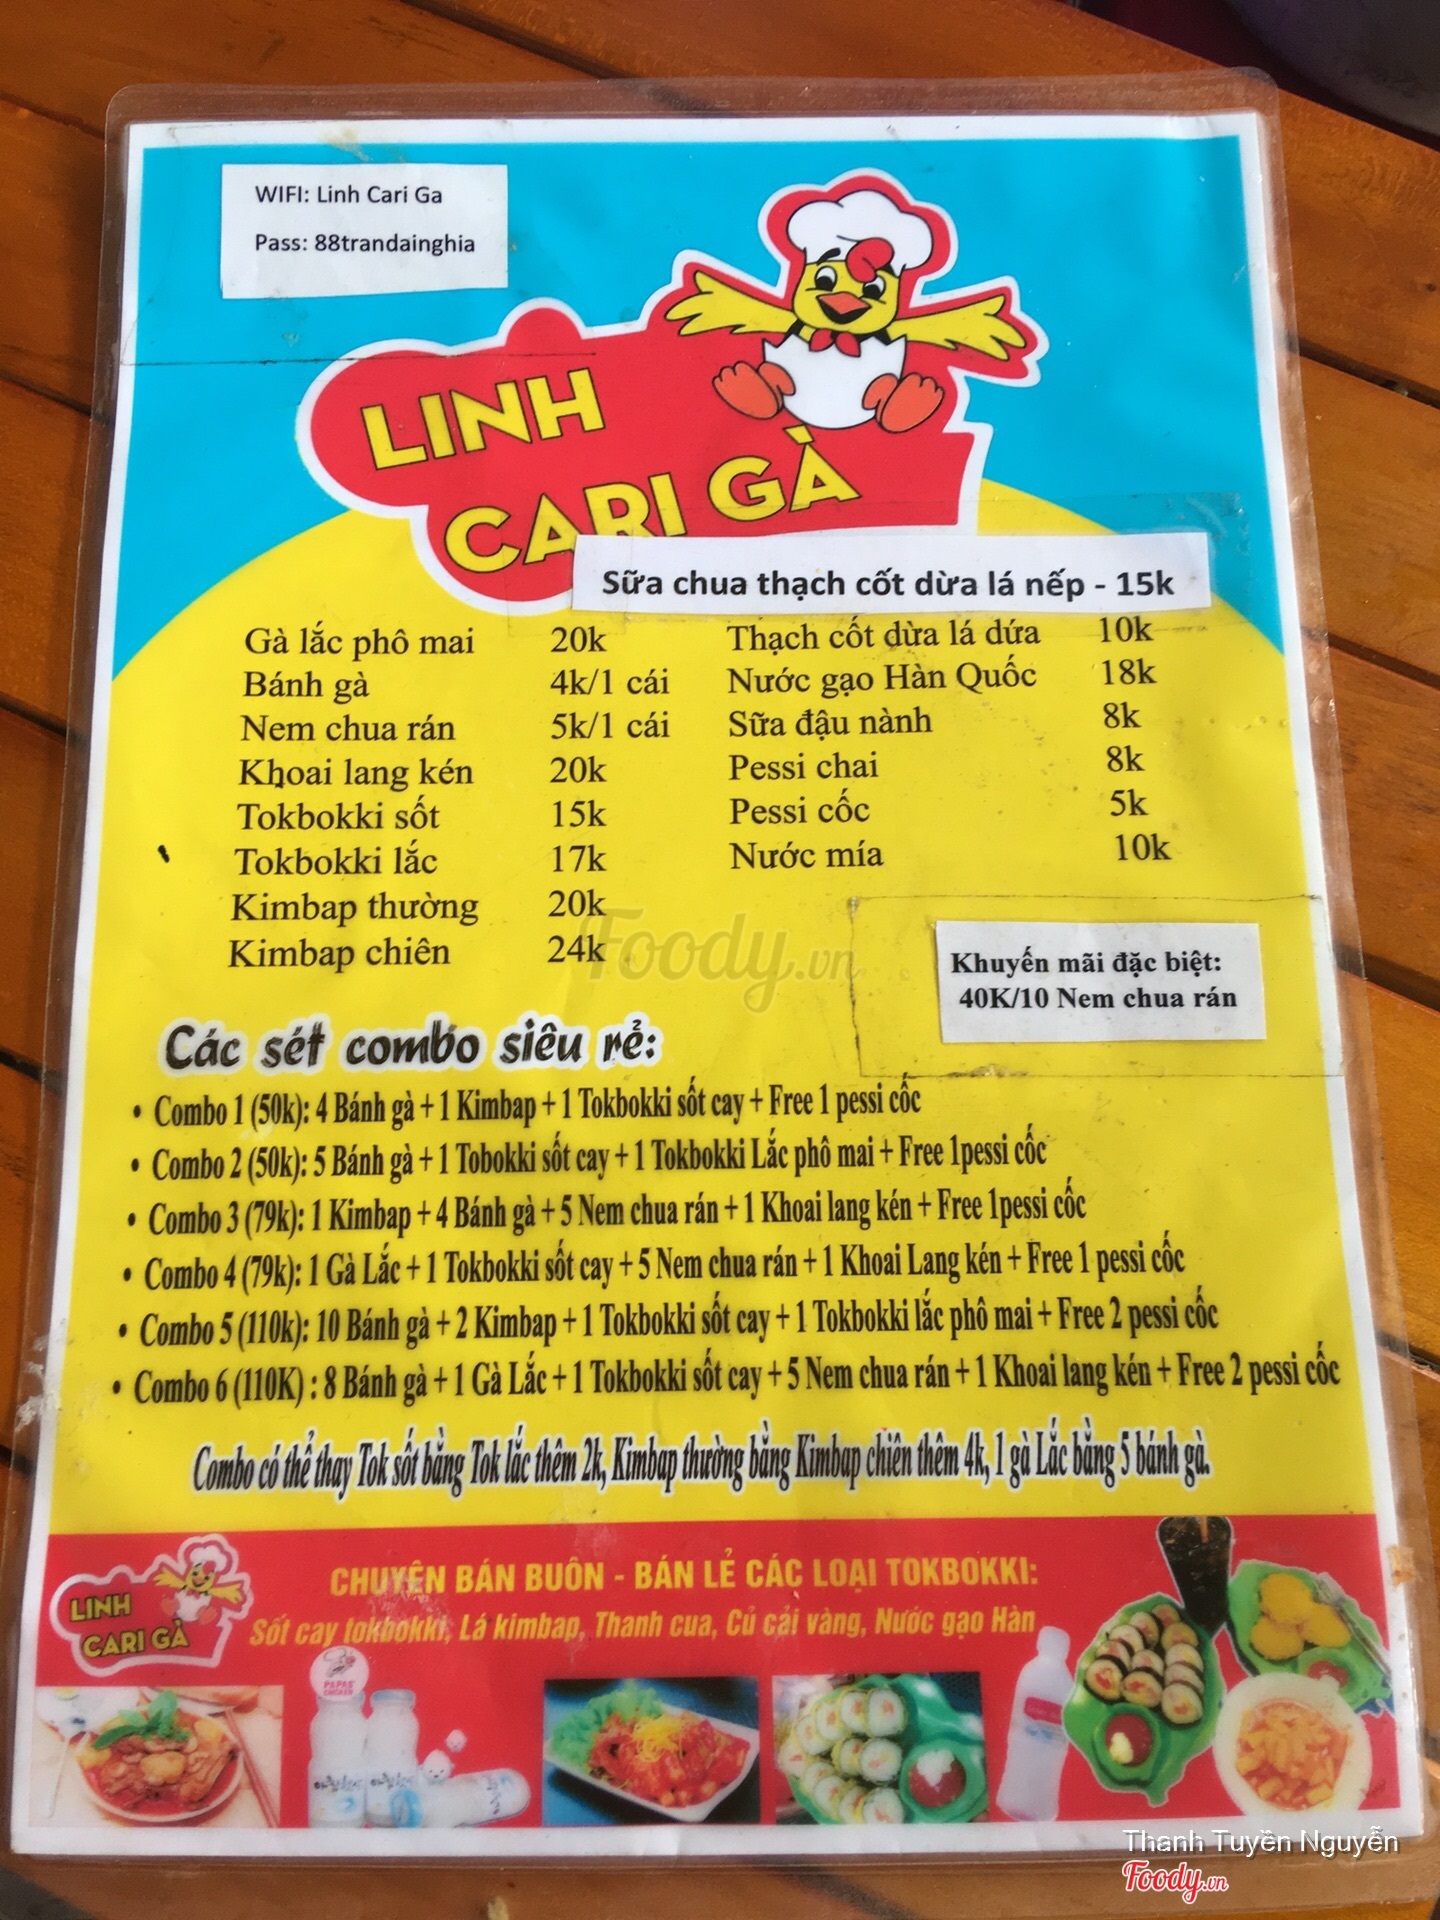 WIFI: Linh Cari Ga
Pass: 88trandainghia
LINH
CARI GÀ
Sữa chua thạch cốt dừa lá nếp - 15k
Gà lắc phô mai 20k
Bánh gà 4k/1 cái
Nem chua rán 5k/1 cái
Khoai lang kén 20k
Tokbokki sốt 15k
Tokbokki lắc 17k
Kimbap thường 20k
Kimbap chiên 24k
Thạch cốt dừa lá dứa 10k
Nước gạo Hàn Quốc 18k
Sữa đậu nành 8k
Pessi chai 8k
Pessi cốc 5k
Nước mía 10k
Foody.vn
Khuyến mãi đặc biệt:
40K/10 Nem chua rán
Các sét combo siêu rẻ:
• Combo 1 (50k): 4 Bánh gà + 1 Kimbap + 1 Tokbokki sốt cay + Free 1 pessi cốc
• Combo 2 (50k): 5 Bánh gà + 1 Tobokki sốt cay + 1 Tokbokki Lắc phô mai + Free 1pessi cốc
• Combo 3 (79k): 1 Kimbap + 4 Bánh gà + 5 Nem chua rán + 1 Khoai lang kén + Free 1pessi cốc
• Combo 4 (79k): 1 Gà Lắc + 1 Tokbokki sốt cay + 5 Nem chua rán + 1 Khoai Lang kén + Free 1 pessi cốc
• Combo 5 (110k): 10 Bánh gà + 2 Kimbap + 1 Tokbokki sốt cay + 1 Tokbokki lắc phô mai + Free 2 pessi cốc
• Combo 6 (110K) : 8 Bánh gà + 1 Gà Lắc + 1 Tokbokki sốt cay + 5 Nem chua rán + 1 Khoai lang kén + Free 2 pessi cốc
Combo có thể thay Tok sốt bằng Tok lắc thêm 2k, Kimbap thường bằng Kimbap chiên thêm 4k, 1 gà Lắc bằng 5 bánh gà.
LINH
CARI GÀ
CHUYÊN BÁN BUÔN - BÁN LẺ CÁC LOẠI TOKBOKKI:
Sốt cay tokbokki, Lá kimbap, Thanh cua, Củ cải vàng, Nước gạo Hàn
PAPAS'
CHICKEN
Thanh Tuyền Nguyễn
Foody.vn